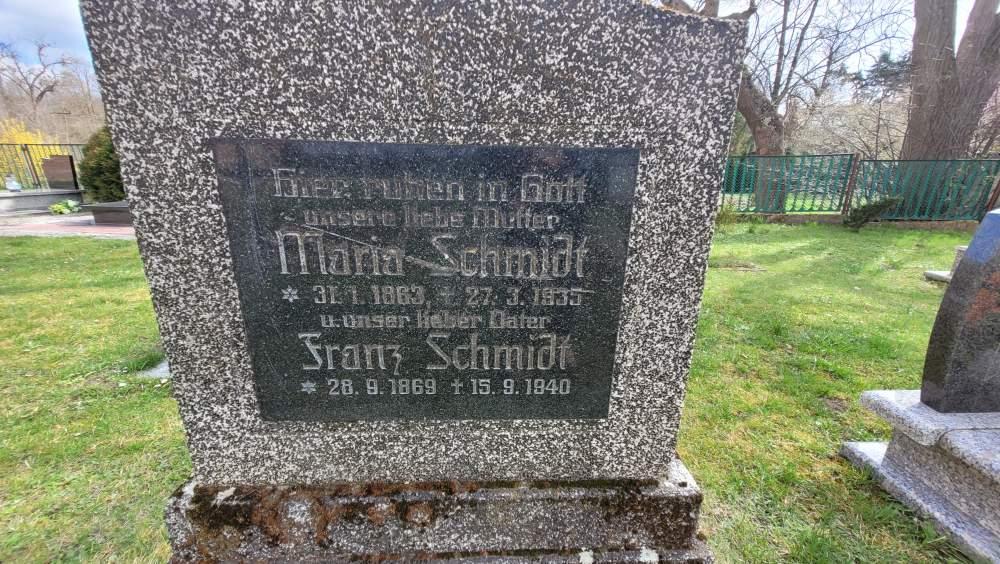 Hier ruhen in Gott
unsere liebe Mutter
Maria Schmidt
* 31.1.1863, † 27.3.1935
u. unser lieber Vater
Franz Schmidt
* 28.9.1869 † 15.9.1940